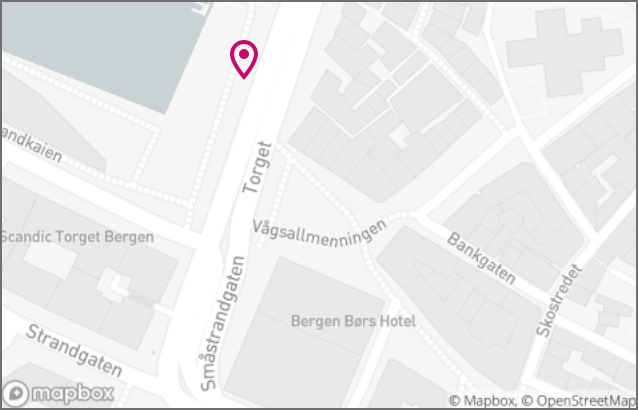 andkaien
Torget
Scandic Torget Bergen
Vågsallmenningen
Bankgaten
Skostredet
Småstrandgaten
Bergen Børs Hotel
Strandgaten
mapbox
© Mapbox, © OpenStreetMap